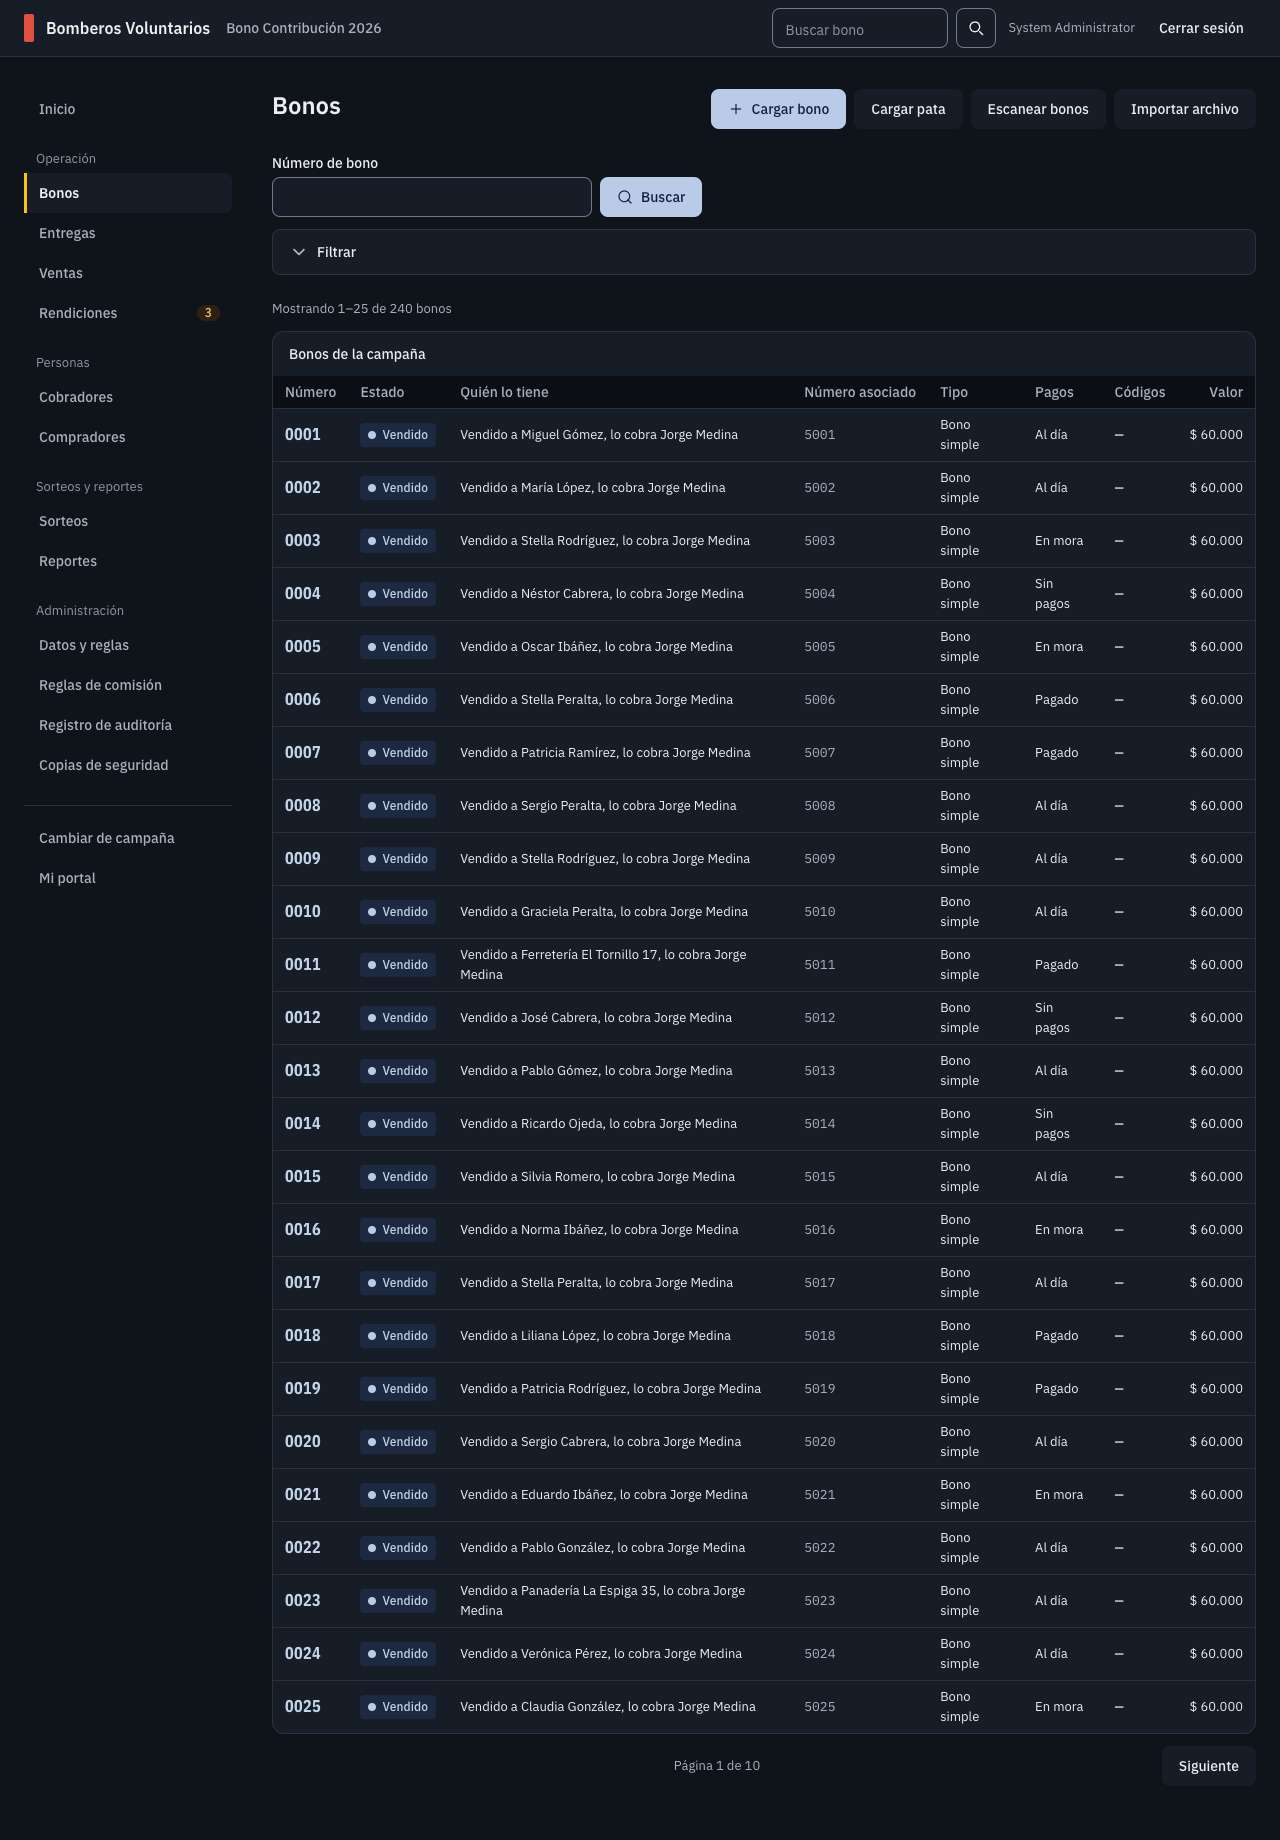 Bomberos Voluntarios Bono Contribución 2026 Buscar bono System Administrator Cerrar sesión
Inicio
Operación
Bonos
Entregas
Ventas
Rendiciones 3
Personas
Cobradores
Compradores
Sorteos y reportes
Sorteos
Reportes
Administración
Datos y reglas
Reglas de comisión
Registro de auditoría
Copias de seguridad
Cambiar de campaña
Mi portal
Bonos
Cargar bono Cargar pata Escanear bonos Importar archivo
Número de bono
Buscar
Filtrar
Mostrando 1–25 de 240 bonos
Bonos de la campaña
Número Estado Quién lo tiene Número asociado Tipo Pagos Códigos Valor
0001 Vendido Vendido a Miguel Gómez, lo cobra Jorge Medina 5001 Bono simple Al día — $ 60.000
0002 Vendido Vendido a María López, lo cobra Jorge Medina 5002 Bono simple Al día — $ 60.000
0003 Vendido Vendido a Stella Rodríguez, lo cobra Jorge Medina 5003 Bono simple En mora — $ 60.000
0004 Vendido Vendido a Néstor Cabrera, lo cobra Jorge Medina 5004 Bono simple Sin pagos — $ 60.000
0005 Vendido Vendido a Oscar Ibáñez, lo cobra Jorge Medina 5005 Bono simple En mora — $ 60.000
0006 Vendido Vendido a Stella Peralta, lo cobra Jorge Medina 5006 Bono simple Pagado — $ 60.000
0007 Vendido Vendido a Patricia Ramírez, lo cobra Jorge Medina 5007 Bono simple Pagado — $ 60.000
0008 Vendido Vendido a Sergio Peralta, lo cobra Jorge Medina 5008 Bono simple Al día — $ 60.000
0009 Vendido Vendido a Stella Rodríguez, lo cobra Jorge Medina 5009 Bono simple Al día — $ 60.000
0010 Vendido Vendido a Graciela Peralta, lo cobra Jorge Medina 5010 Bono simple Al día — $ 60.000
0011 Vendido Vendido a Ferretería El Tornillo 17, lo cobra Jorge Medina 5011 Bono simple Pagado — $ 60.000
0012 Vendido Vendido a José Cabrera, lo cobra Jorge Medina 5012 Bono simple Sin pagos — $ 60.000
0013 Vendido Vendido a Pablo Gómez, lo cobra Jorge Medina 5013 Bono simple Al día — $ 60.000
0014 Vendido Vendido a Ricardo Ojeda, lo cobra Jorge Medina 5014 Bono simple Sin pagos — $ 60.000
0015 Vendido Vendido a Silvia Romero, lo cobra Jorge Medina 5015 Bono simple Al día — $ 60.000
0016 Vendido Vendido a Norma Ibáñez, lo cobra Jorge Medina 5016 Bono simple En mora — $ 60.000
0017 Vendido Vendido a Stella Peralta, lo cobra Jorge Medina 5017 Bono simple Al día — $ 60.000
0018 Vendido Vendido a Liliana López, lo cobra Jorge Medina 5018 Bono simple Pagado — $ 60.000
0019 Vendido Vendido a Patricia Rodríguez, lo cobra Jorge Medina 5019 Bono simple Pagado — $ 60.000
0020 Vendido Vendido a Sergio Cabrera, lo cobra Jorge Medina 5020 Bono simple Al día — $ 60.000
0021 Vendido Vendido a Eduardo Ibáñez, lo cobra Jorge Medina 5021 Bono simple En mora — $ 60.000
0022 Vendido Vendido a Pablo González, lo cobra Jorge Medina 5022 Bono simple Al día — $ 60.000
0023 Vendido Vendido a Panadería La Espiga 35, lo cobra Jorge Medina 5023 Bono simple Al día — $ 60.000
0024 Vendido Vendido a Verónica Pérez, lo cobra Jorge Medina 5024 Bono simple Al día — $ 60.000
0025 Vendido Vendido a Claudia González, lo cobra Jorge Medina 5025 Bono simple En mora — $ 60.000
Página 1 de 10 Siguiente